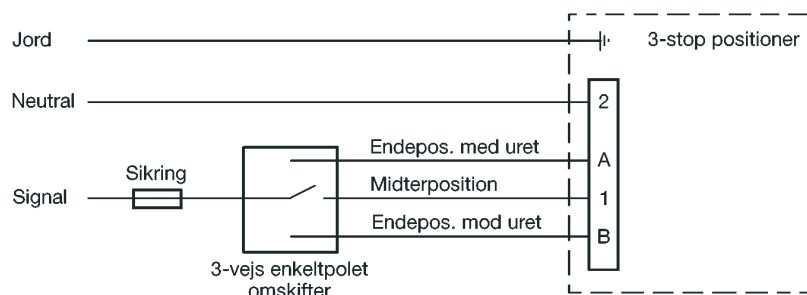 Jord
3-stop positioner
Neutral
2
Endepos. med uret
A
Sikring
Signal
Midterposition
1
Endepos. mod uret
B
3-vejs enkeltpolet
omskifter